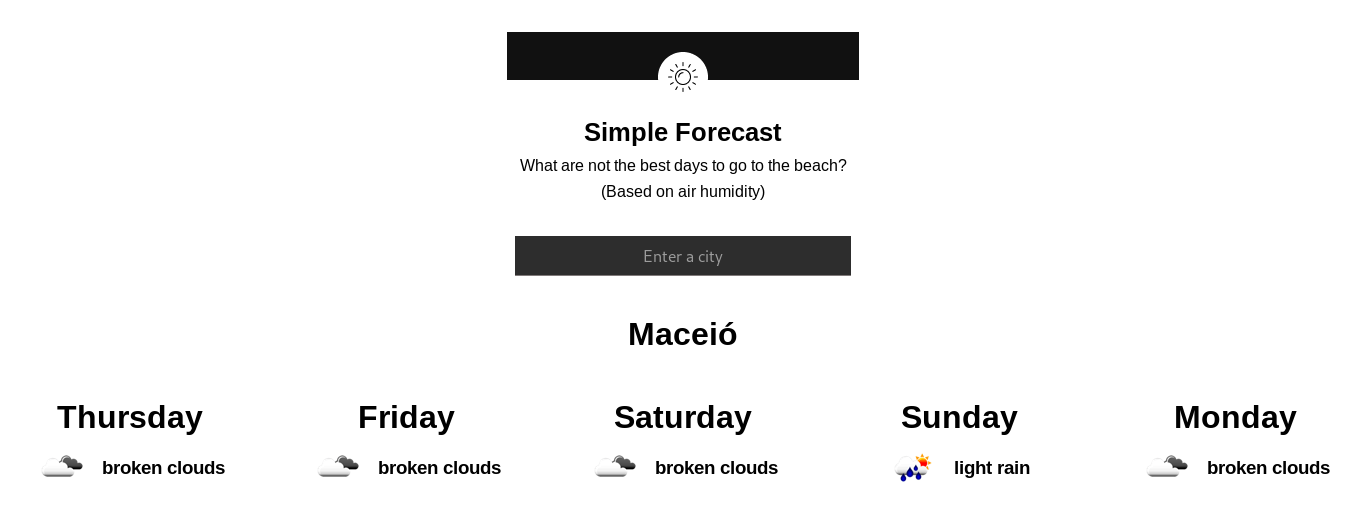 Simple Forecast
What are not the best days to go to the beach?
(Based on air humidity)
Enter a city
Maceió
Thursday
Friday
Saturday
Sunday
Monday
broken clouds
broken clouds
broken clouds
light rain
broken clouds